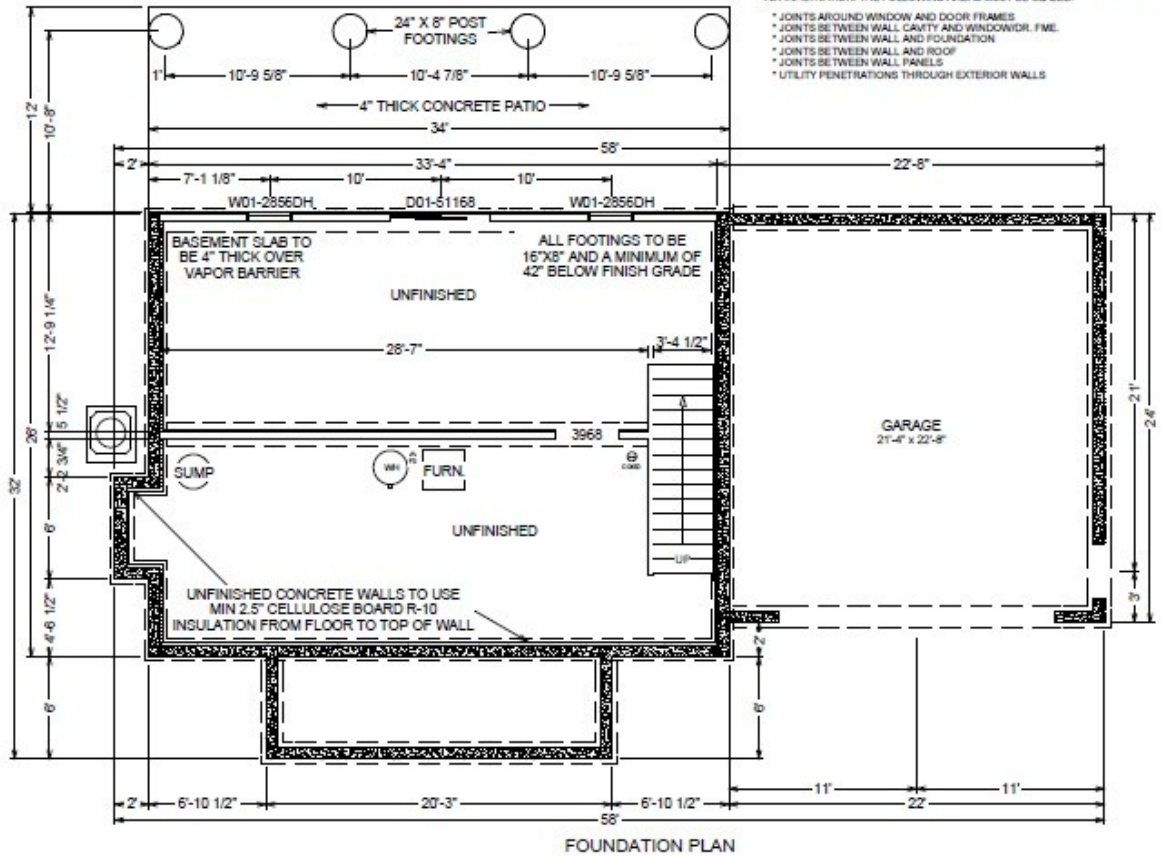 * JOINTS AROUND WINDOW AND DOOR FRAMES
* JOINTS BETWEEN WALL CAVITY AND WINDOW/DR. FME.
* JOINTS BETWEEN WALL AND FOUNDATION
* JOINTS BETWEEN WALL AND ROOF
* JOINTS BETWEEN WALL PANELS
* UTILITY PENETRATIONS THROUGH EXTERIOR WALLS
24" X 8" POST
FOOTINGS
1'
10'-9 5/8"
10'-4 7/8"
10'-9 5/8"
12'
10'-8"
4" THICK CONCRETE PATIO
34'
58'
2'
33'-4"
22'-8"
7'-1 1/8"
10'
10'
W01-2856DH
D01-51168
W01-2856DH
BASEMENT SLAB TO
BE 4" THICK OVER
VAPOR BARRIER
ALL FOOTINGS TO BE
16"X8" AND A MINIMUM OF
42" BELOW FINISH GRADE
UNFINISHED
12'-9 1/4"
28'-7"
3'-4 1/2"
21'
24'
GARAGE
21'-4" x 22'-8"
5 1/2"
26'
3968
32'
2'-2 3/4"
SUMP
WH
FURN.
6'
UNFINISHED
UP
UNFINISHED CONCRETE WALLS TO USE
MIN 2.5" CELLULOSE BOARD R-10
INSULATION FROM FLOOR TO TOP OF WALL
3'
4'-6 1/2"
2'
6'
6'
11'
11'
2'
6'-10 1/2"
20'-3"
6'-10 1/2"
22'
58'
FOUNDATION PLAN